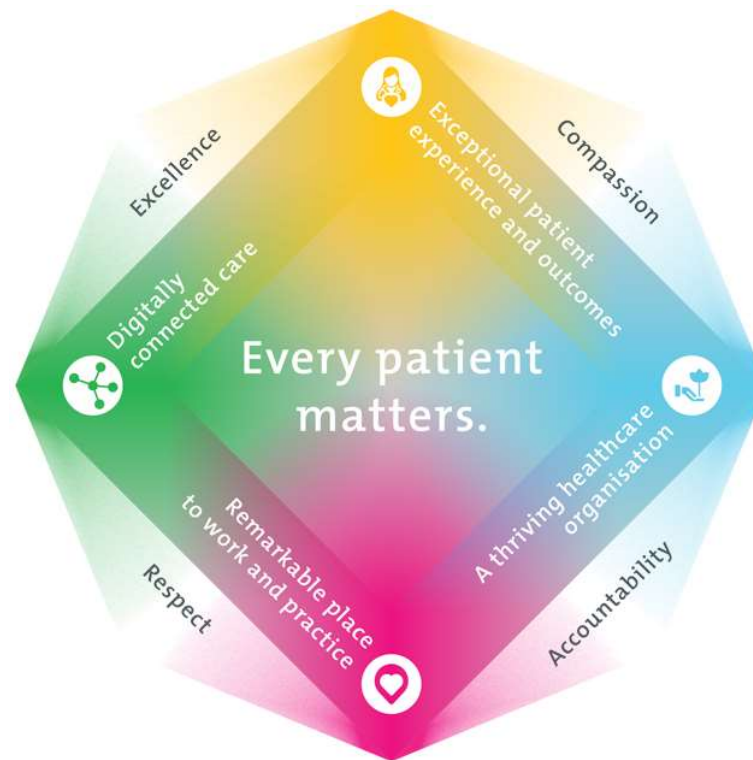 Excellence
Compassion
Exceptional patient
experience and outcomes
Digitally
connected care
Every patient
matters.
A thriving healthcare
organisation
Remarkable place
to work and practice
Respect
Accountability